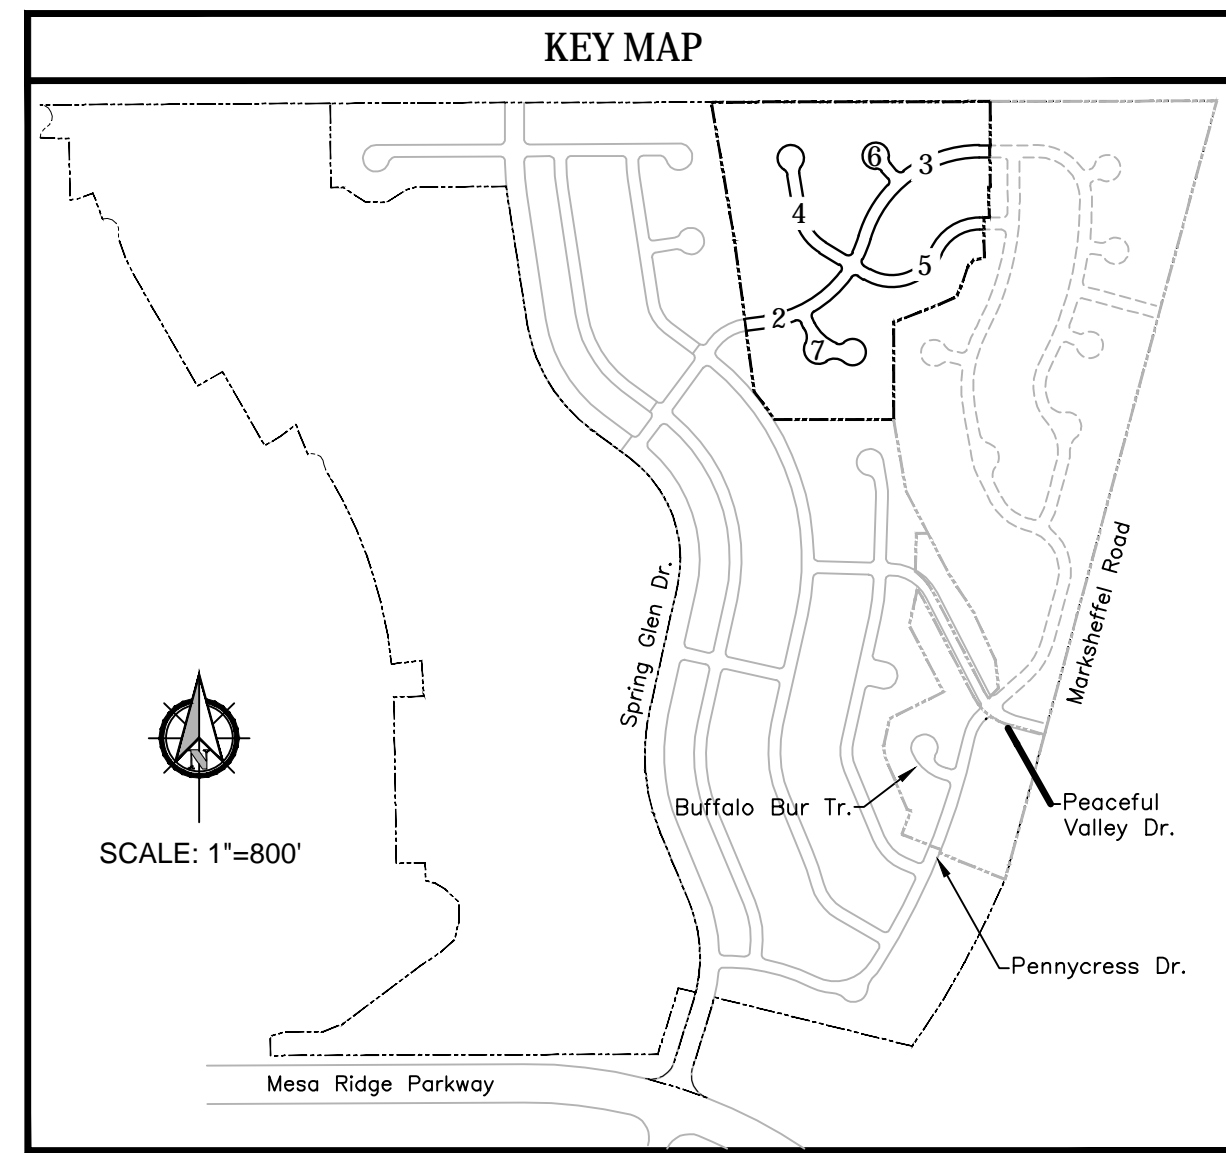 KEY MAP
6
3
4
5
2
7
Spring Glen Dr.
Marksheffel Road
N
SCALE: 1"=800'
Buffalo Bur Tr.
Peaceful
Valley Dr.
Pennycress Dr.
Mesa Ridge Parkway